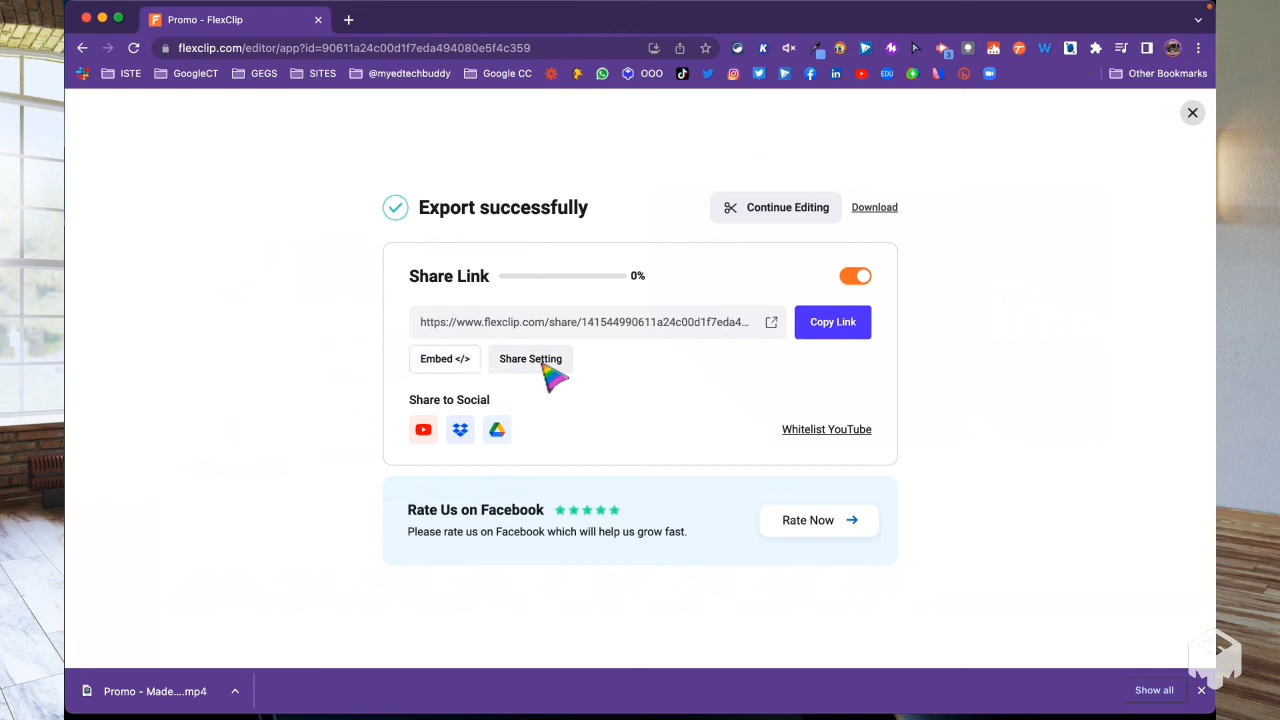 Promo - FlexClip
flexclip.com/editor/app?id=90611a24c00d1f7eda494080e5f4c359
ISTE GoogleCT GEGS SITES @myedtechbuddy Google CC OOO EDU Other Bookmarks
Export successfully
Continue Editing
Download
Share Link
0%
https://www.flexclip.com/share/141544990611a24c00d1f7eda4...
Copy Link
Embed </>
Share Setting
Share to Social
Whitelist YouTube
Rate Us on Facebook
Please rate us on Facebook which will help us grow fast.
Rate Now
Promo - Made....mp4
Show all